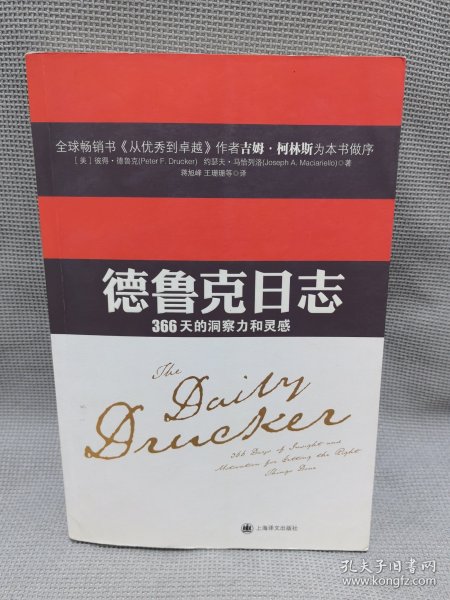 全球畅销书《从优秀到卓越》作者吉姆·柯林斯为本书做序
［美］彼得·德鲁克(Peter F. Drucker) 约瑟夫·马恰列洛(Joseph A. Maciariello)◎著
蒋旭峰 王珊珊等◎译
德鲁克日志
366天的洞察力和灵感
The
Daily
Drucker
366 Days of Insight and
Motivation for Getting the Right
Things Done
上海译文出版社
孔夫子旧书网
www.kongfz.com